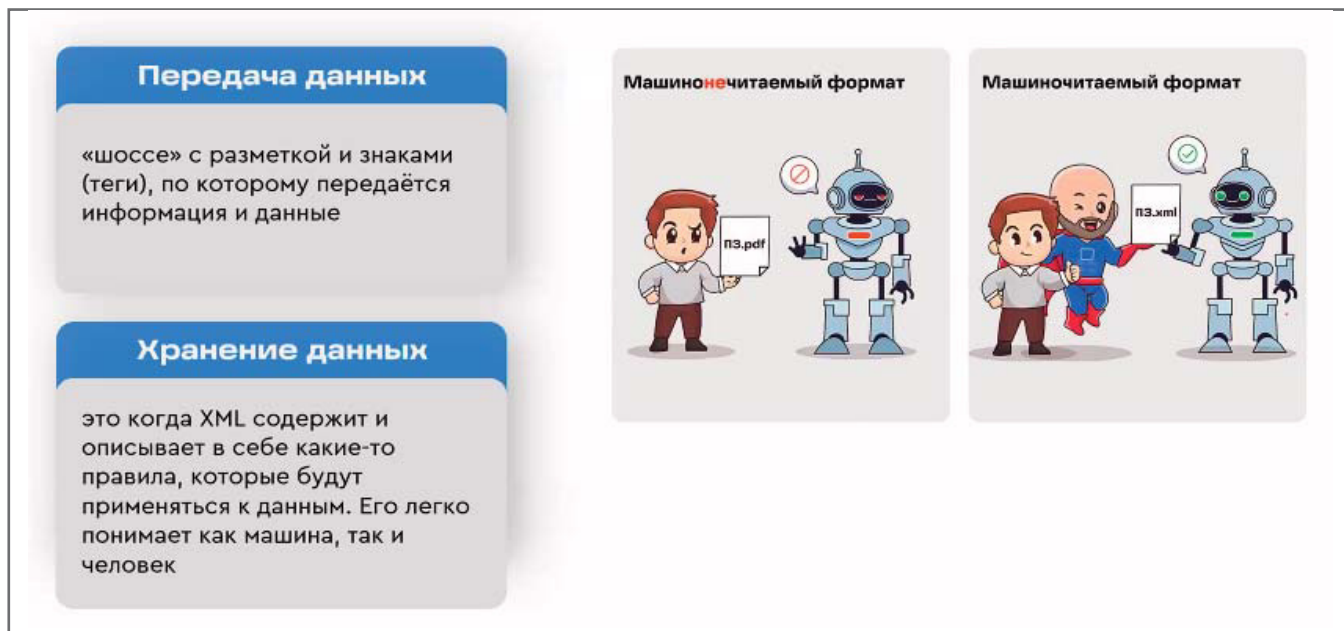 Передача данных
«шоссе» с разметкой и знаками
(теги), по которому передаётся
информация и данные
Хранение данных
это когда XML содержит и
описывает в себе какие-то
правила, которые будут
применяться к данным. Его легко
понимает как машина, так и
человек
Машинонечитаемый формат
ПЗ.pdf
Машиночитаемый формат
ПЗ.xml